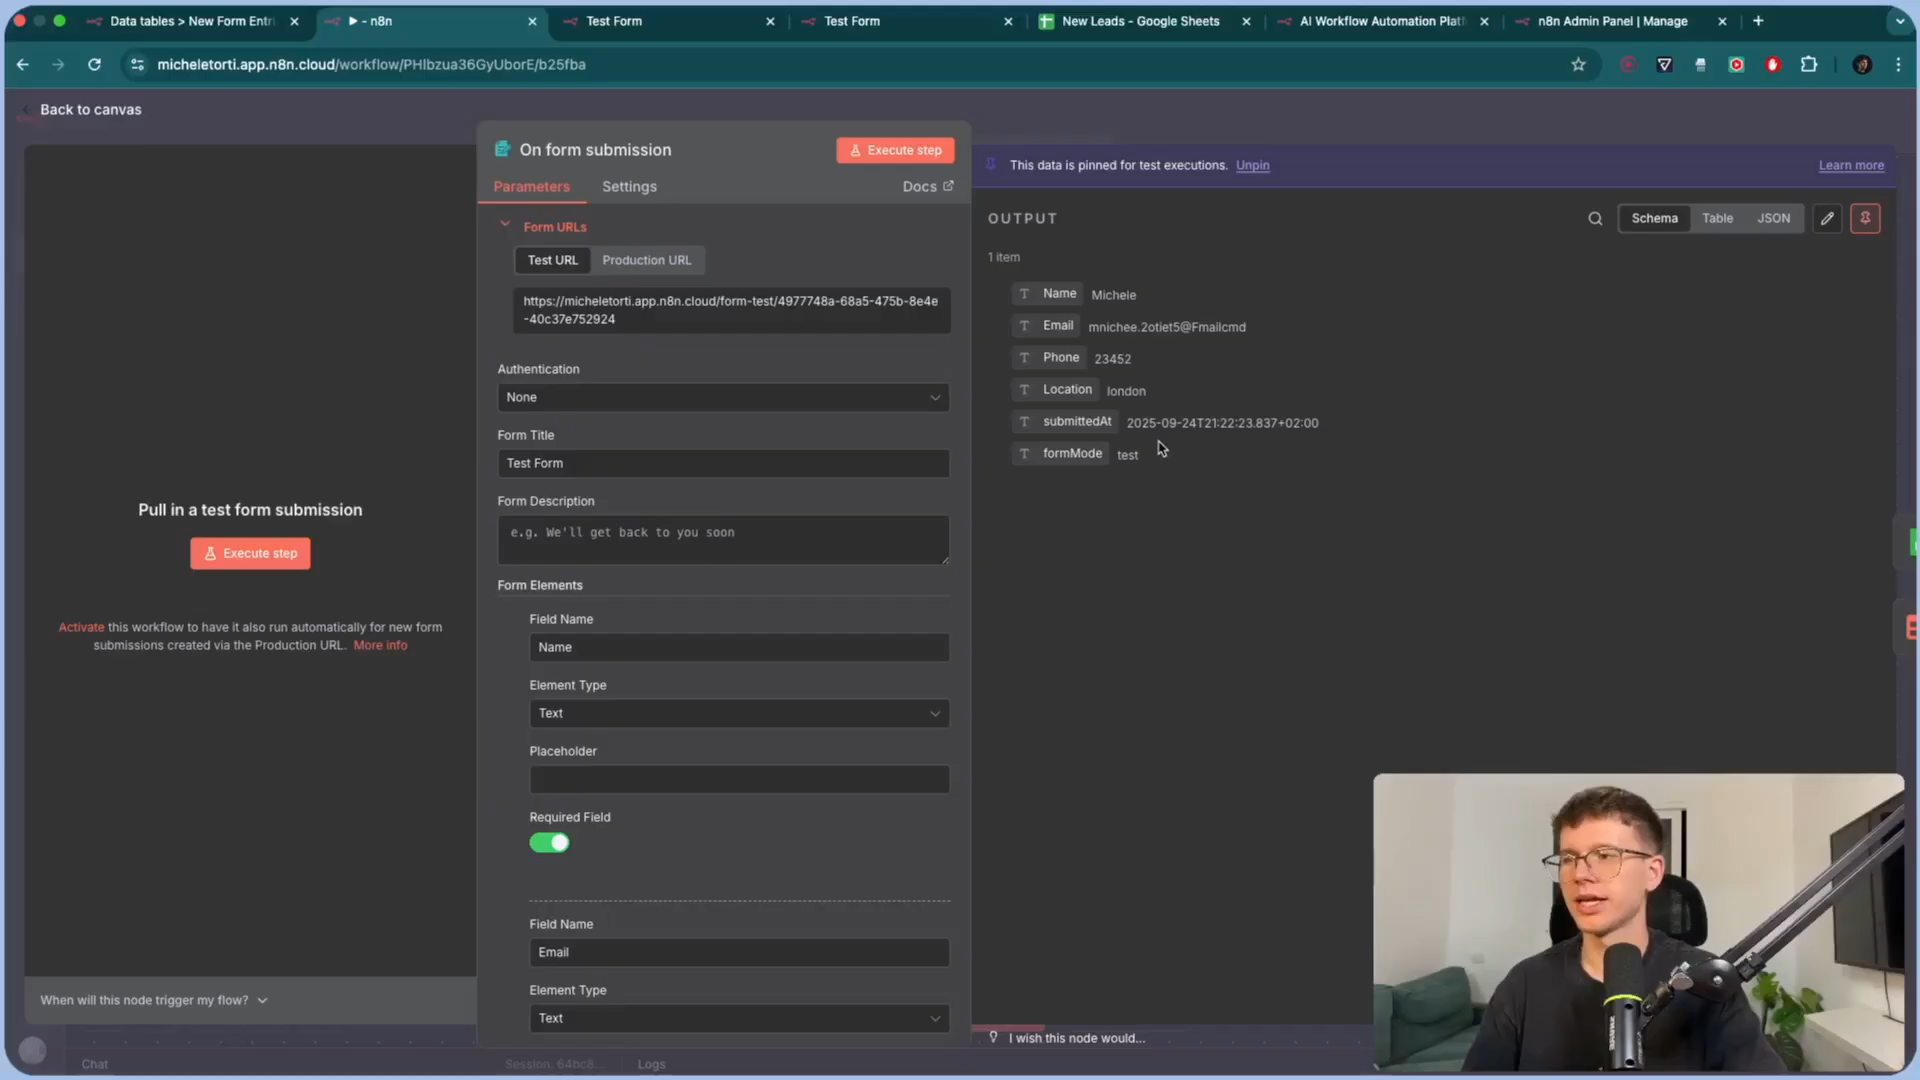 Data tables > New Form Entri
▶ - n8n
Test Form
Test Form
New Leads - Google Sheets
AI Workflow Automation Platf
n8n Admin Panel | Manage
micheletorti.app.n8n.cloud/workflow/PHIbzua36GyUborE/b25fba
Back to canvas
On form submission
Execute step
Parameters
Settings
Docs
Form URLs
Test URL
Production URL
https://micheletorti.app.n8n.cloud/form-test/4977748a-68a5-475b-8e4e
-40c37e752924
Authentication
None
Form Title
Test Form
Form Description
e.g. We'll get back to you soon
Form Elements
Field Name
Name
Element Type
Text
Placeholder
Required Field
Field Name
Email
Element Type
Text
Pull in a test form submission
Execute step
Activate this workflow to have it also run automatically for new form
submissions created via the Production URL. More info
When will this node trigger my flow?
This data is pinned for test executions. Unpin
Learn more
OUTPUT
Schema
Table
JSON
1 item
T Name Michele
T Email mnichee.2otiet5@Fmailcmd
T Phone 23452
T Location london
T submittedAt 2025-09-24T21:22:23.837+02:00
T formMode test
I wish this node would...
Chat
Session. 64bc8...
Logs